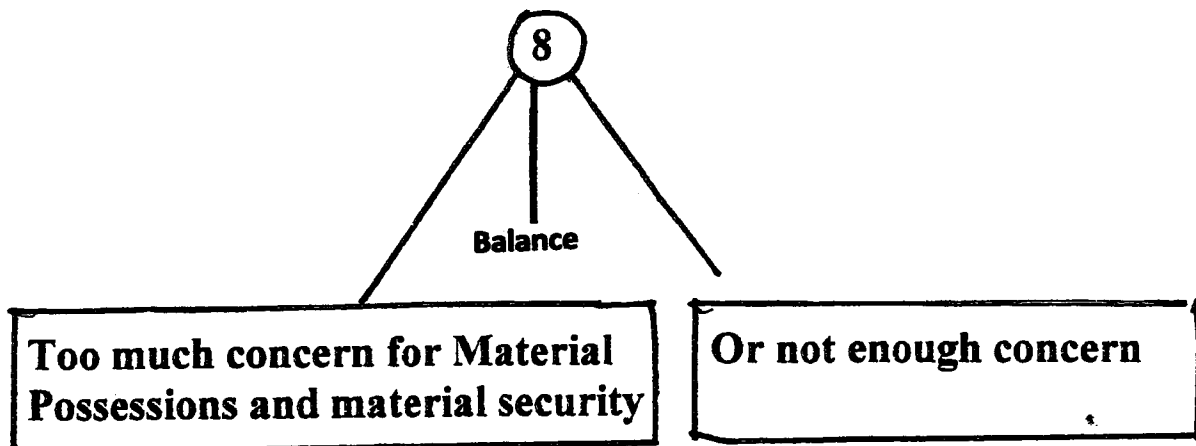 8
Balance
Too much concern for Material
Possessions and material security
Or not enough concern